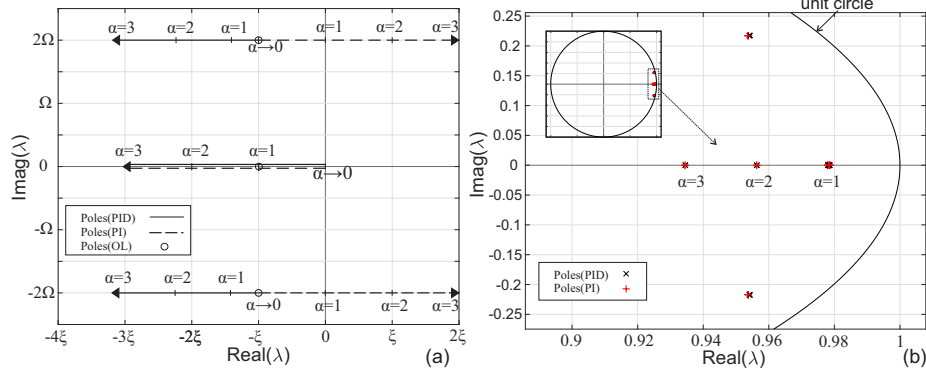 α=3 α=2 α=1 α=1 α=2 α=3
α→0
2Ω
Ω
α=3 α=2 α=1
0
α→0
-Ω
Poles(PID)
Poles(PI)
Poles(OL)
α=3 α=2 α=1
α→0
α=1 α=2 α=3
-2Ω
-4ξ -3ξ -2ξ -ξ 0 ξ 2ξ
Real(λ)
Imag(λ)
(a)
unit circle
0.25
0.2
0.15
0.1
0.05
0
-0.05
-0.1
-0.15
-0.2
-0.25
α=3 α=2 α=1
Poles(PID)
Poles(PI)
0.9 0.92 0.94 0.96 0.98 1
Real(λ)
Imag(λ)
(b)